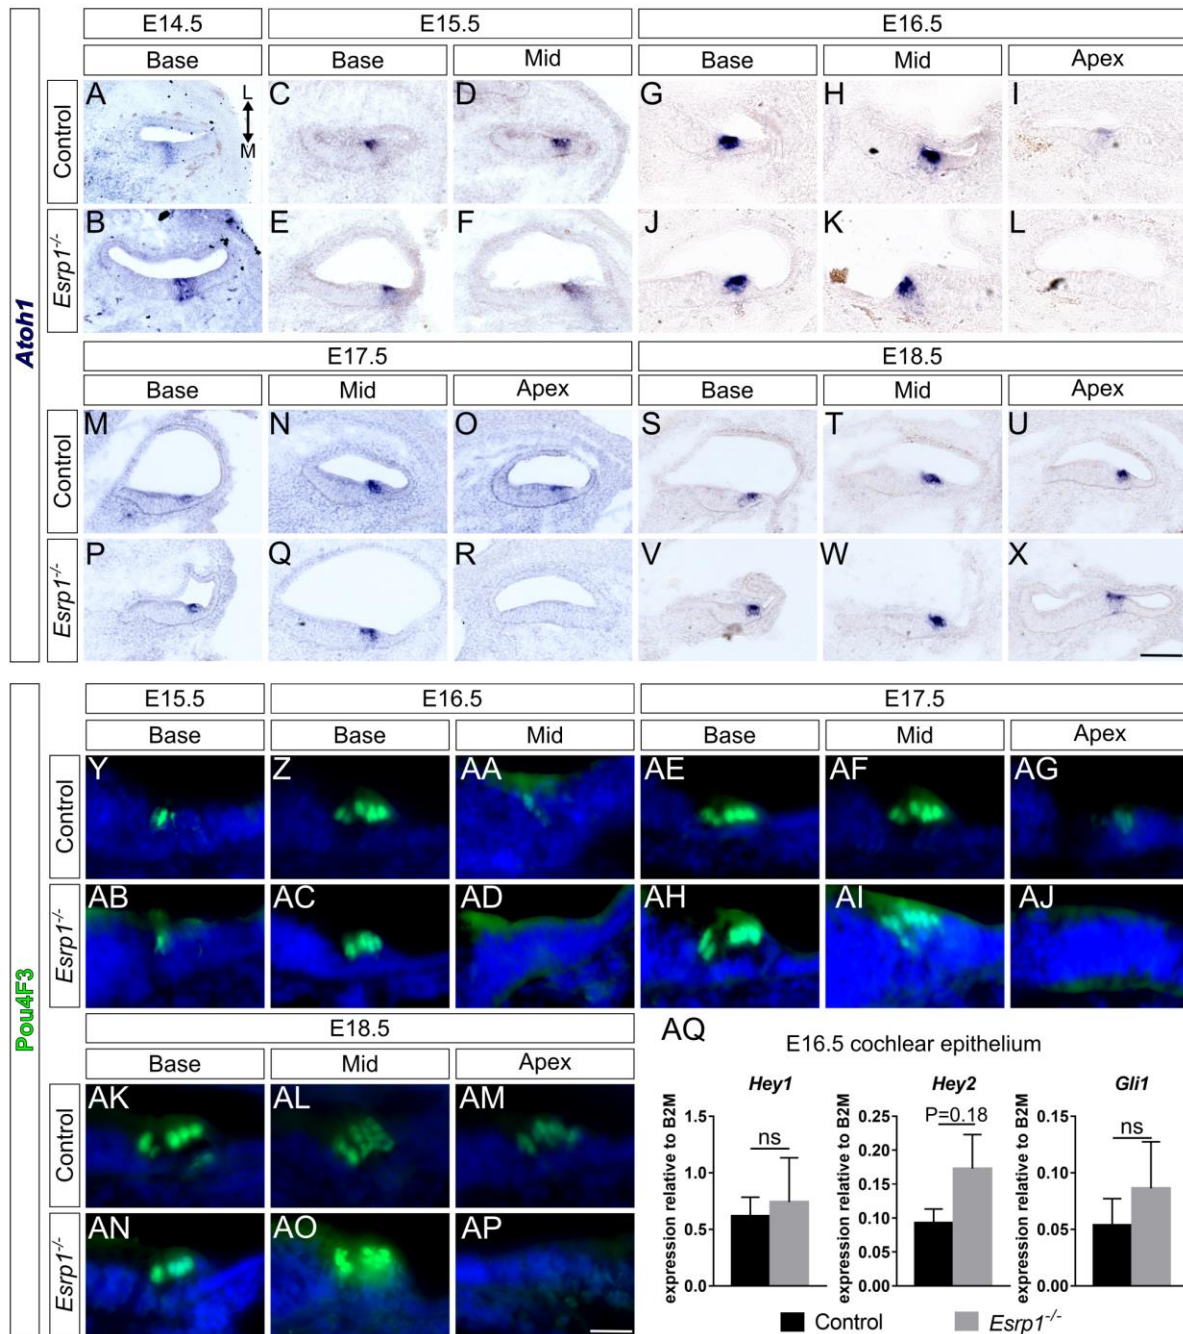 E14.5 E15.5 E16.5
Base Base Mid Base Mid Apex
Atoh1
Control
A L M C D G H I
Esrp1-/-
B E F J K L
E17.5 E18.5
Base Mid Apex Base Mid Apex
Control
M N O S T U
Esrp1-/-
P Q R V W X
E15.5 E16.5 E17.5
Base Base Mid Base Mid Apex
Pou4F3
Control
Y Z AA AE AF AG
Esrp1-/-
AB AC AD AH AI AJ
E18.5
Base Mid Apex
Control
AK AL AM
Esrp1-/-
AN AO AP
AQ
E16.5 cochlear epithelium
Hey1
expression relative to B2M
1.5
1.0
0.5
0.0
ns
Hey2
expression relative to B2M
0.25
0.20
0.15
0.10
0.05
0.00
P=0.18
Gli1
expression relative to B2M
0.15
0.10
0.05
0.00
ns
Control Esrp1-/-